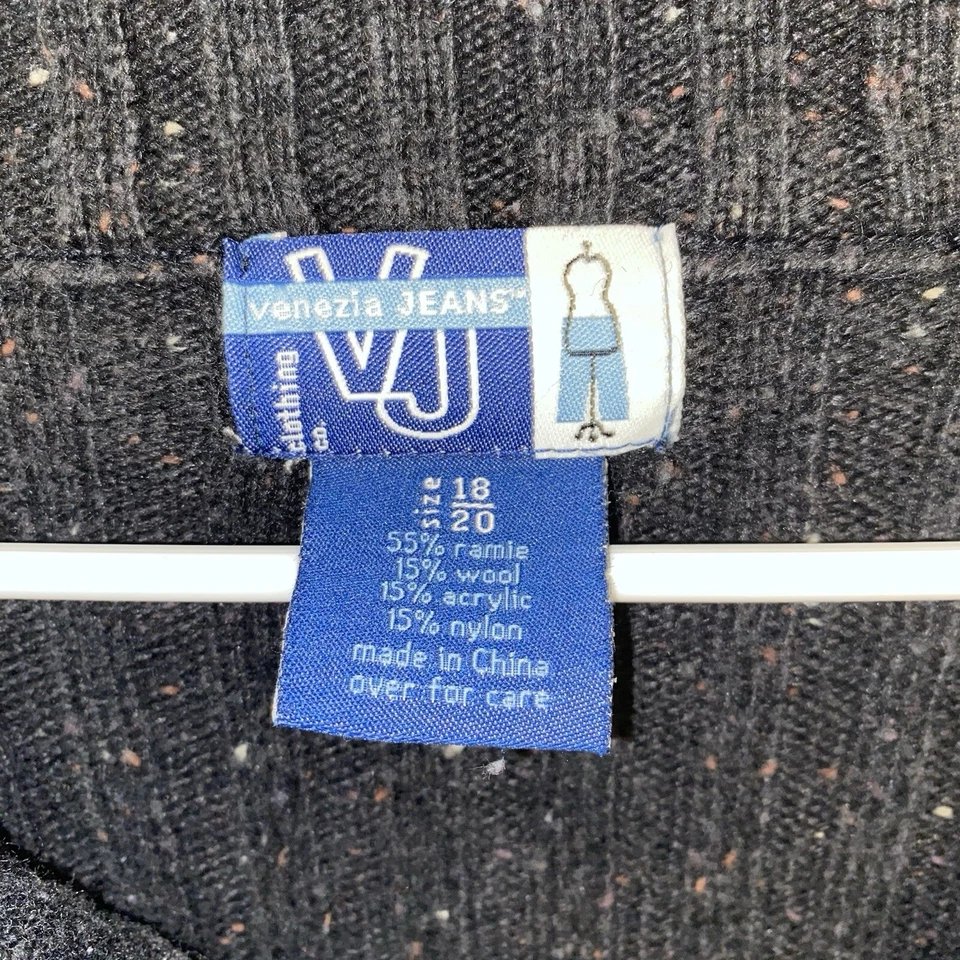 VJ
venezia JEANS™
clothing
co.
size 18/20
55% ramie
15% wool
15% acrylic
15% nylon
made in China
over for care